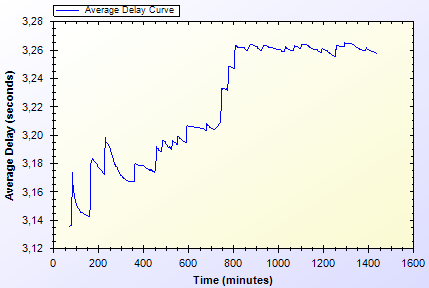 Average Delay Curve
3,28
3,26
3,24
3,22
3,20
3,18
3,16
3,14
3,12
Average Delay (seconds)
0 200 400 600 800 1000 1200 1400 1600
Time (minutes)